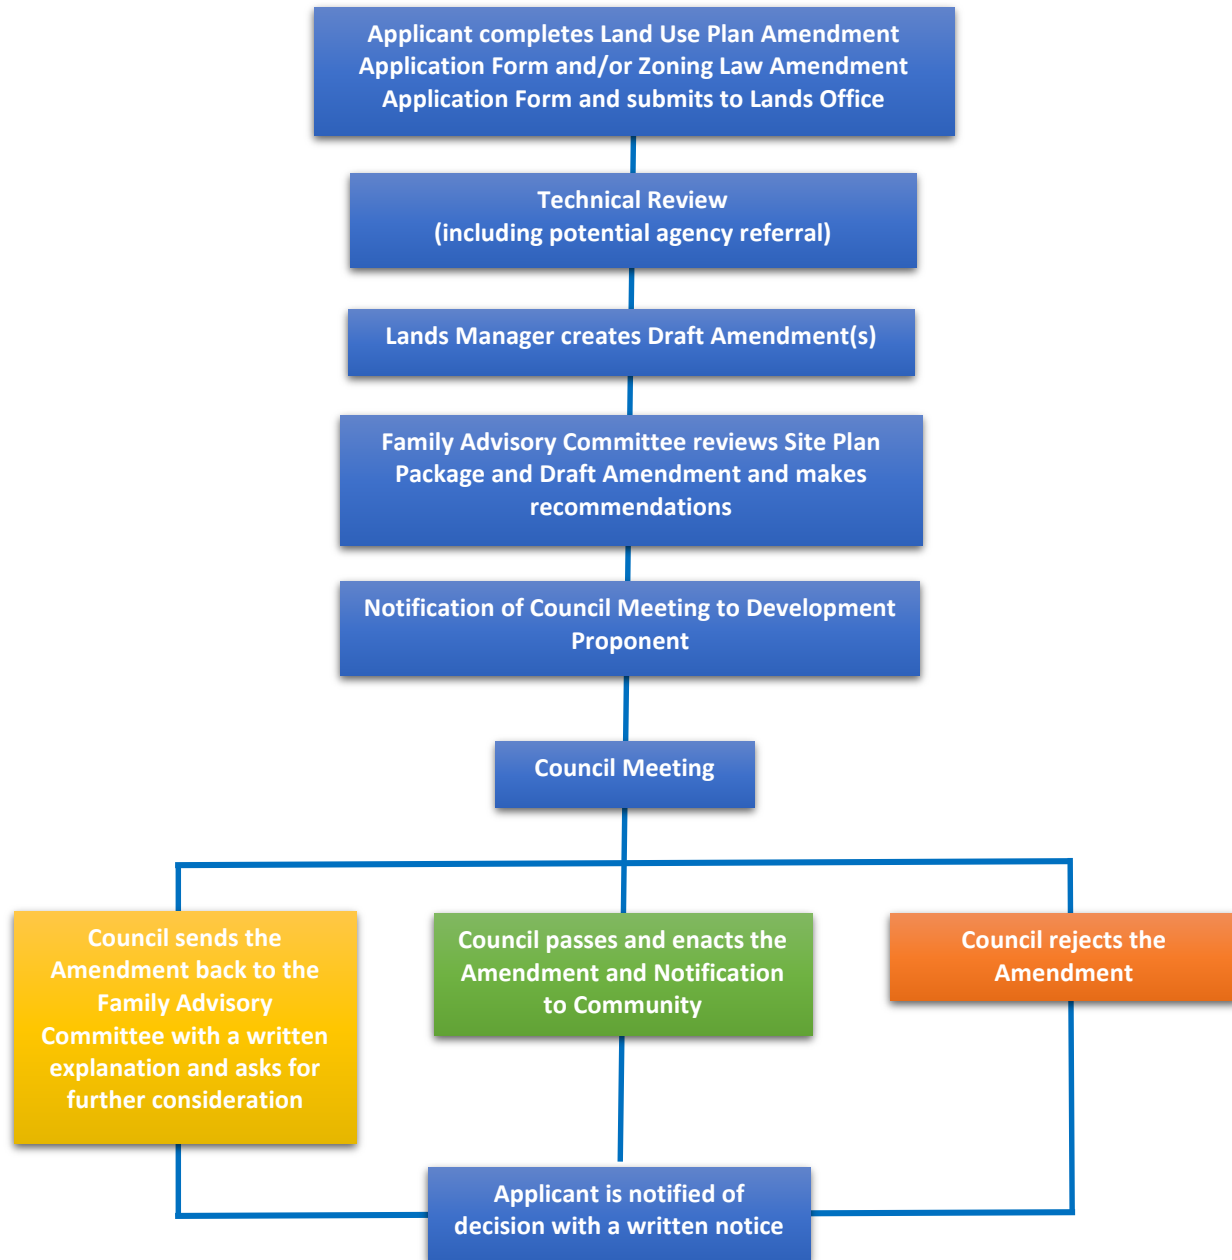 Applicant completes Land Use Plan Amendment
Application Form and/or Zoning Law Amendment
Application Form and submits to Lands Office
Technical Review
(including potential agency referral)
Lands Manager creates Draft Amendment(s)
Family Advisory Committee reviews Site Plan
Package and Draft Amendment and makes
recommendations
Notification of Council Meeting to Development
Proponent
Council Meeting
Council sends the
Amendment back to the
Family Advisory
Committee with a written
explanation and asks for
further consideration
Council passes and enacts the
Amendment and Notification
to Community
Council rejects the
Amendment
Applicant is notified of
decision with a written notice